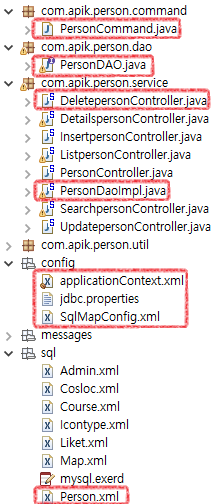 com.apik.person.command
PersonCommand.java
com.apik.person.dao
PersonDAO.java
com.apik.person.service
DeletepersonController.java
DetailspersonController.java
InsertpersonController.java
ListpersonController.java
PersonController.java
PersonDaoImpl.java
SearchpersonController.java
UpdatepersonController.java
com.apik.person.util
config
applicationContext.xml
jdbc.properties
SqlMapConfig.xml
messages
sql
Admin.xml
Cosloc.xml
Course.xml
Icontype.xml
Liket.xml
Map.xml
mysql.exerd
Person.xml